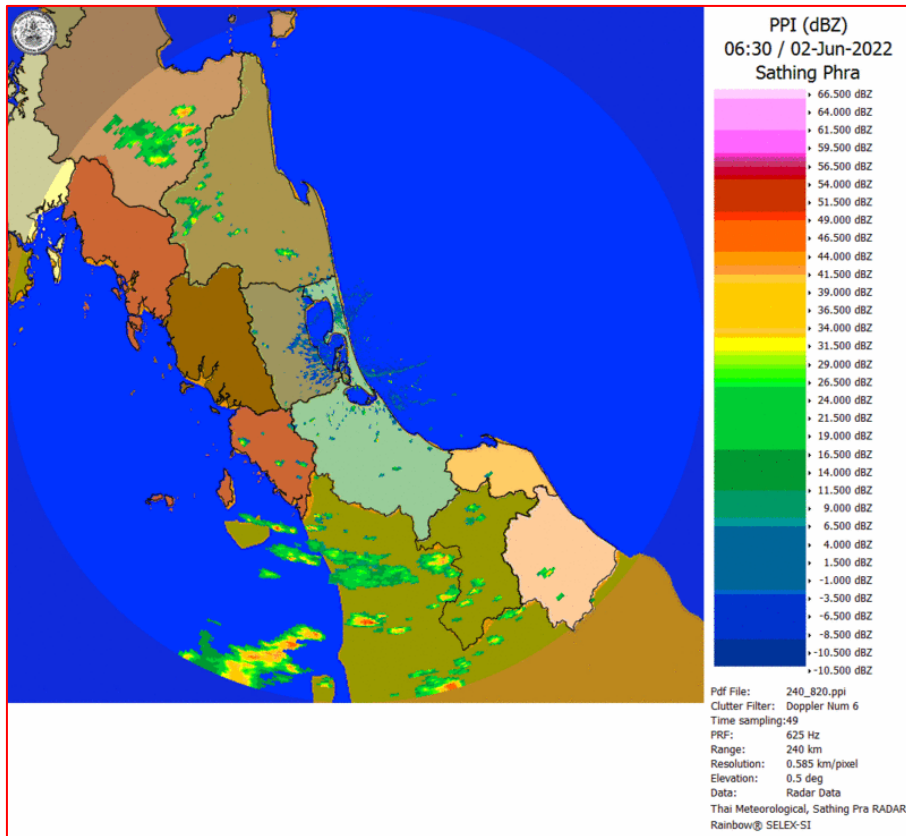 PPI (dBZ)
06:30 / 02-Jun-2022
Sathing Phra
66.500 dBZ
64.000 dBZ
61.500 dBZ
59.500 dBZ
56.500 dBZ
54.000 dBZ
51.500 dBZ
49.000 dBZ
46.500 dBZ
44.000 dBZ
41.500 dBZ
39.000 dBZ
36.500 dBZ
34.000 dBZ
31.500 dBZ
29.000 dBZ
26.500 dBZ
24.000 dBZ
21.500 dBZ
19.000 dBZ
16.500 dBZ
14.000 dBZ
11.500 dBZ
9.000 dBZ
6.500 dBZ
4.000 dBZ
1.500 dBZ
-1.000 dBZ
-3.500 dBZ
-6.500 dBZ
-8.500 dBZ
-10.500 dBZ
-10.500 dBZ
Pdf File: 240_820.ppi
Clutter Filter: Doppler Num 6
Time sampling:49
PRF: 625 Hz
Range: 240 km
Resolution: 0.585 km/pixel
Elevation: 0.5 deg
Data: Radar Data
Thai Meteorological, Sathing Pra RADAR
Rainbow® SELEX-SI